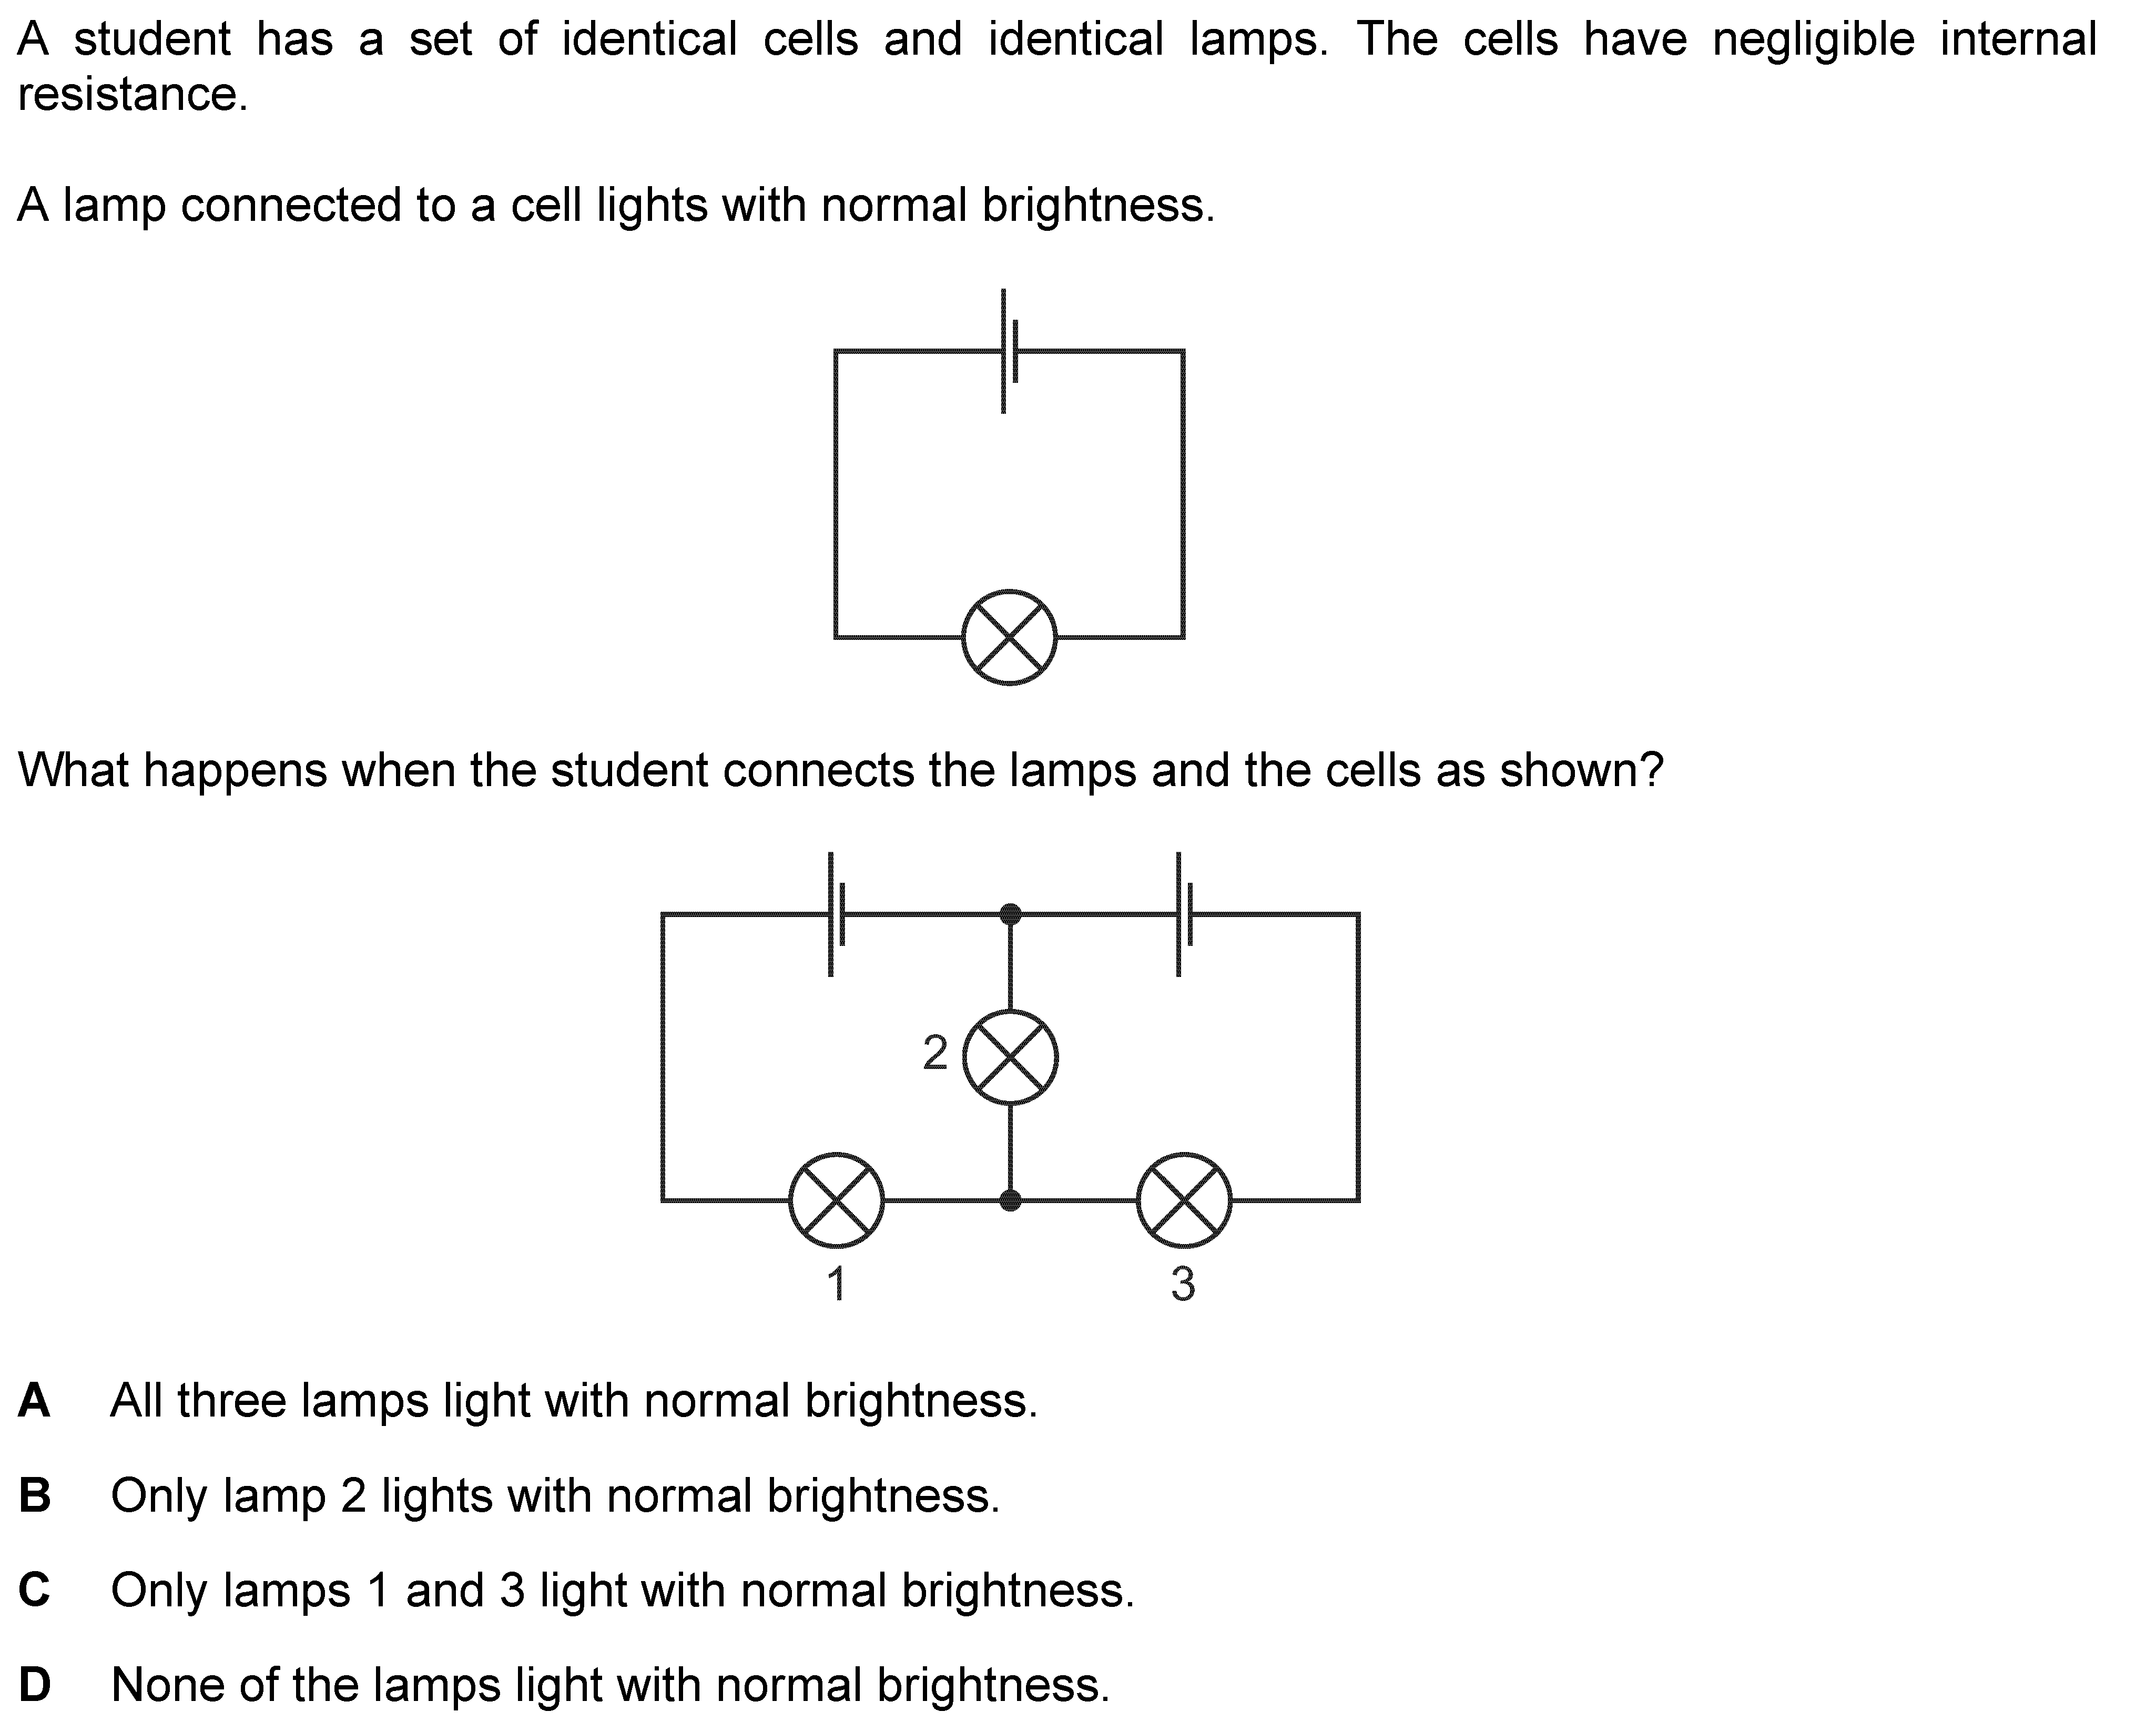 A student has a set of identical cells and identical lamps. The cells have negligible internal
resistance.
A lamp connected to a cell lights with normal brightness.
What happens when the student connects the lamps and the cells as shown?
2
1
3
A All three lamps light with normal brightness.
B Only lamp 2 lights with normal brightness.
C Only lamps 1 and 3 light with normal brightness.
D None of the lamps light with normal brightness.